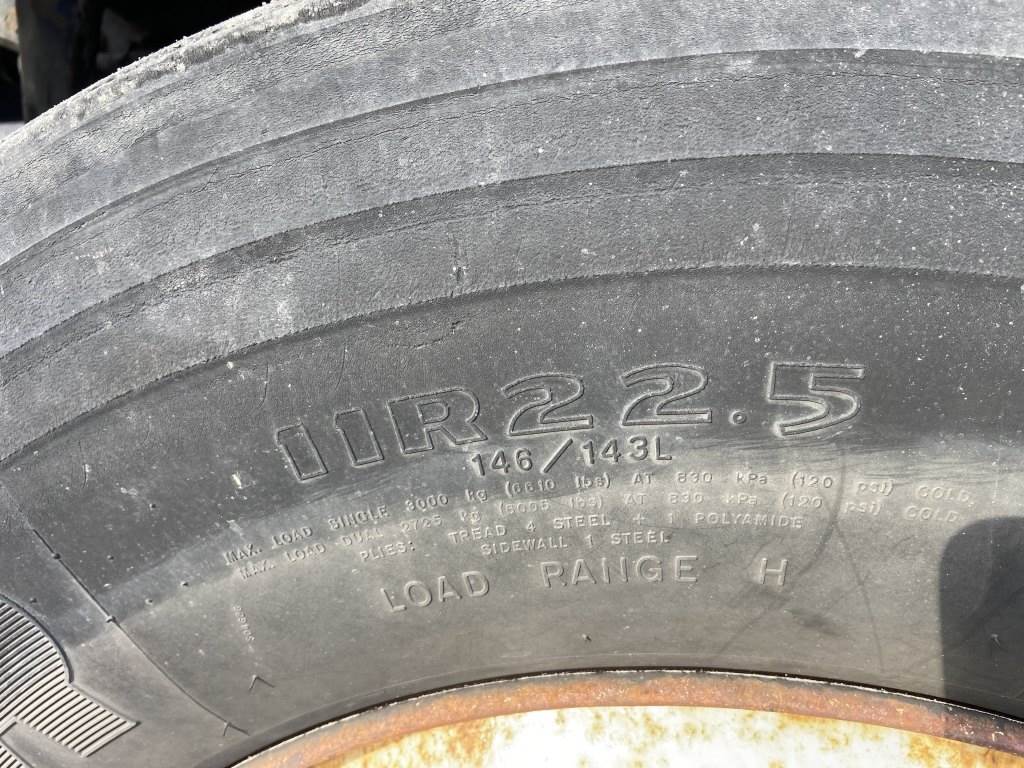 11R22.5
146/143L
MAX. LOAD SINGLE 3000 kg (6610 lbs) AT 830 kPa (120 psi) COLD.
MAX. LOAD DUAL 2725 kg (6005 lbs) AT 830 kPa (120 psi) COLD.
PLIES: TREAD 4 STEEL + 1 POLYAMIDE
SIDEWALL 1 STEEL
LOAD RANGE H